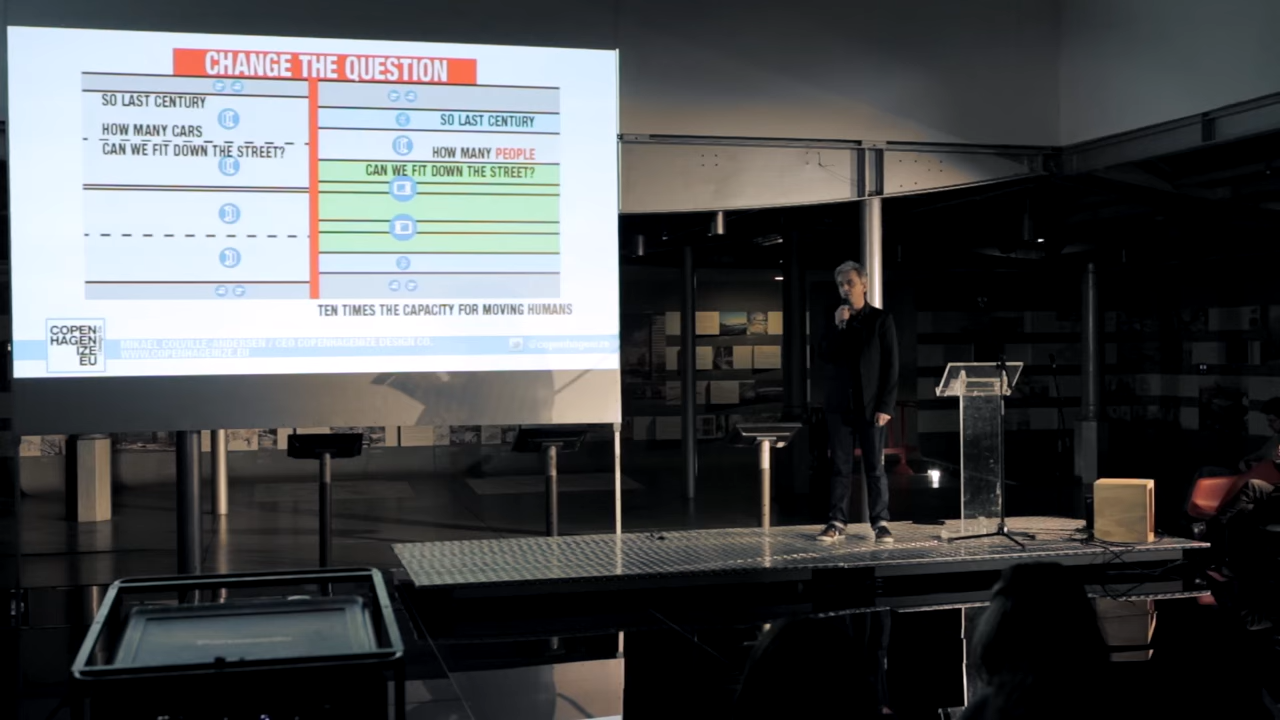 CHANGE THE QUESTION
SO LAST CENTURY
HOW MANY CARS
CAN WE FIT DOWN THE STREET?
SO LAST CENTURY
HOW MANY PEOPLE
CAN WE FIT DOWN THE STREET?
TEN TIMES THE CAPACITY FOR MOVING HUMANS
COPEN
HAGEN
IZE
EU
MIKAEL COLVILLE-ANDERSEN / CEO COPENHAGENIZE DESIGN CO.
WWW.COPENHAGENIZE.EU
@copenhagenize